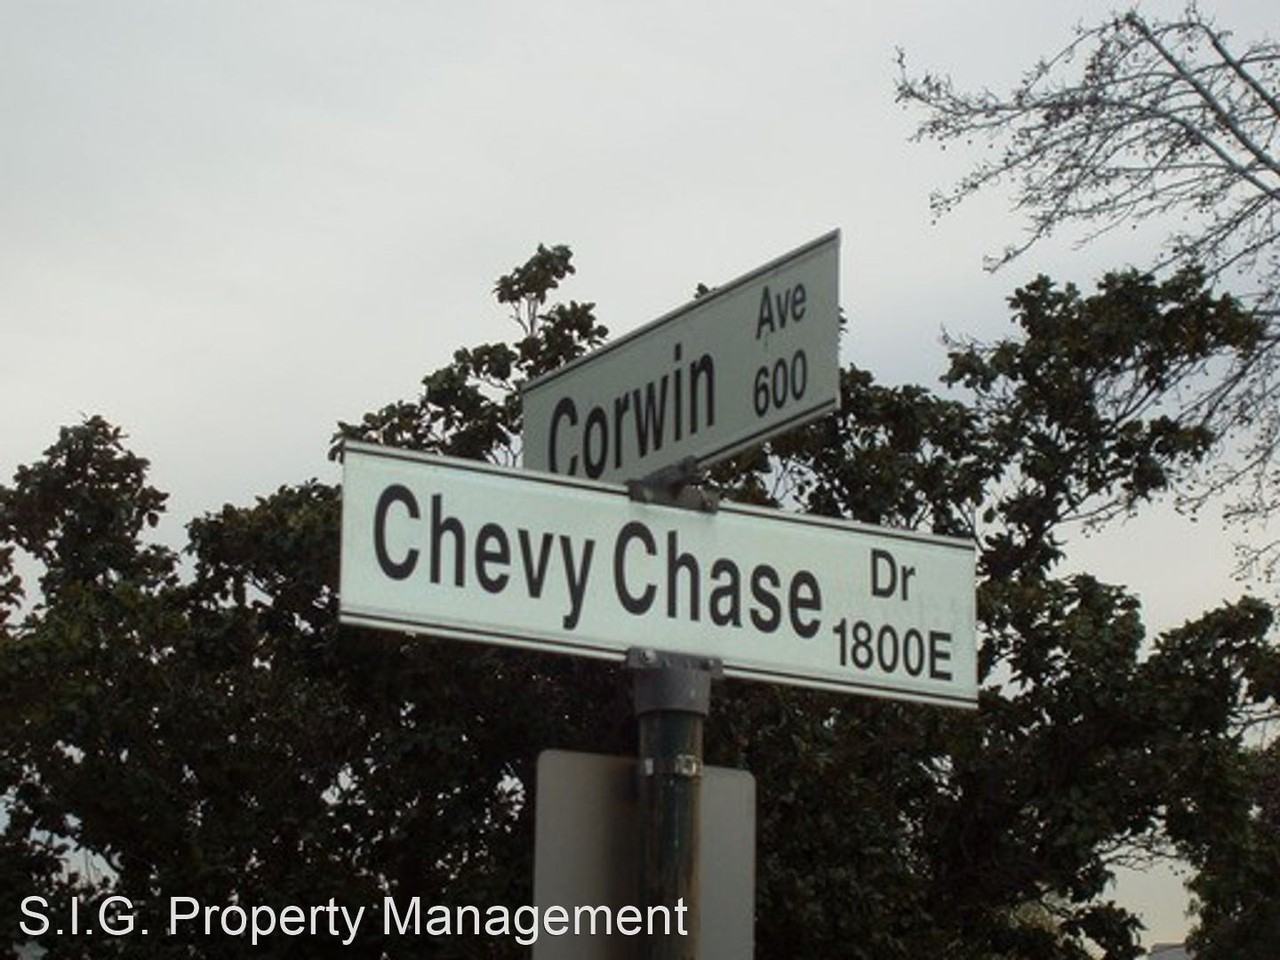 Corwin Ave
600
Chevy Chase Dr
1800E
S.I.G. Property Management